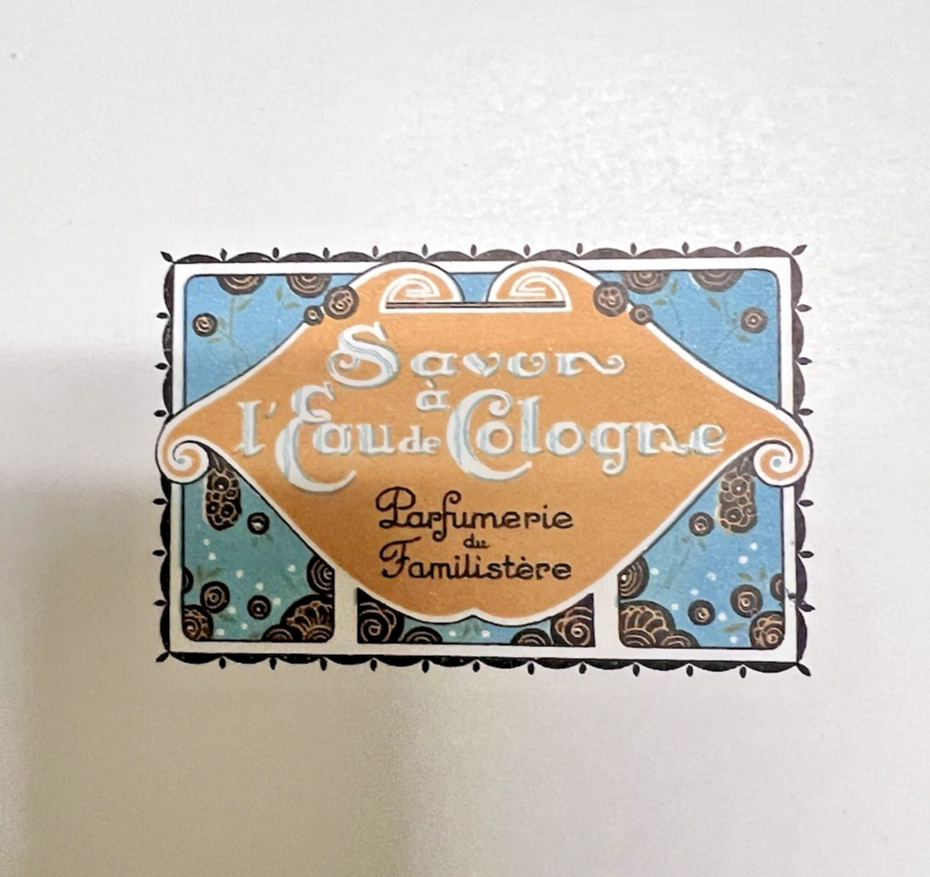 Savon
à
l'Eau de Cologne
Parfumerie
du
Familistère